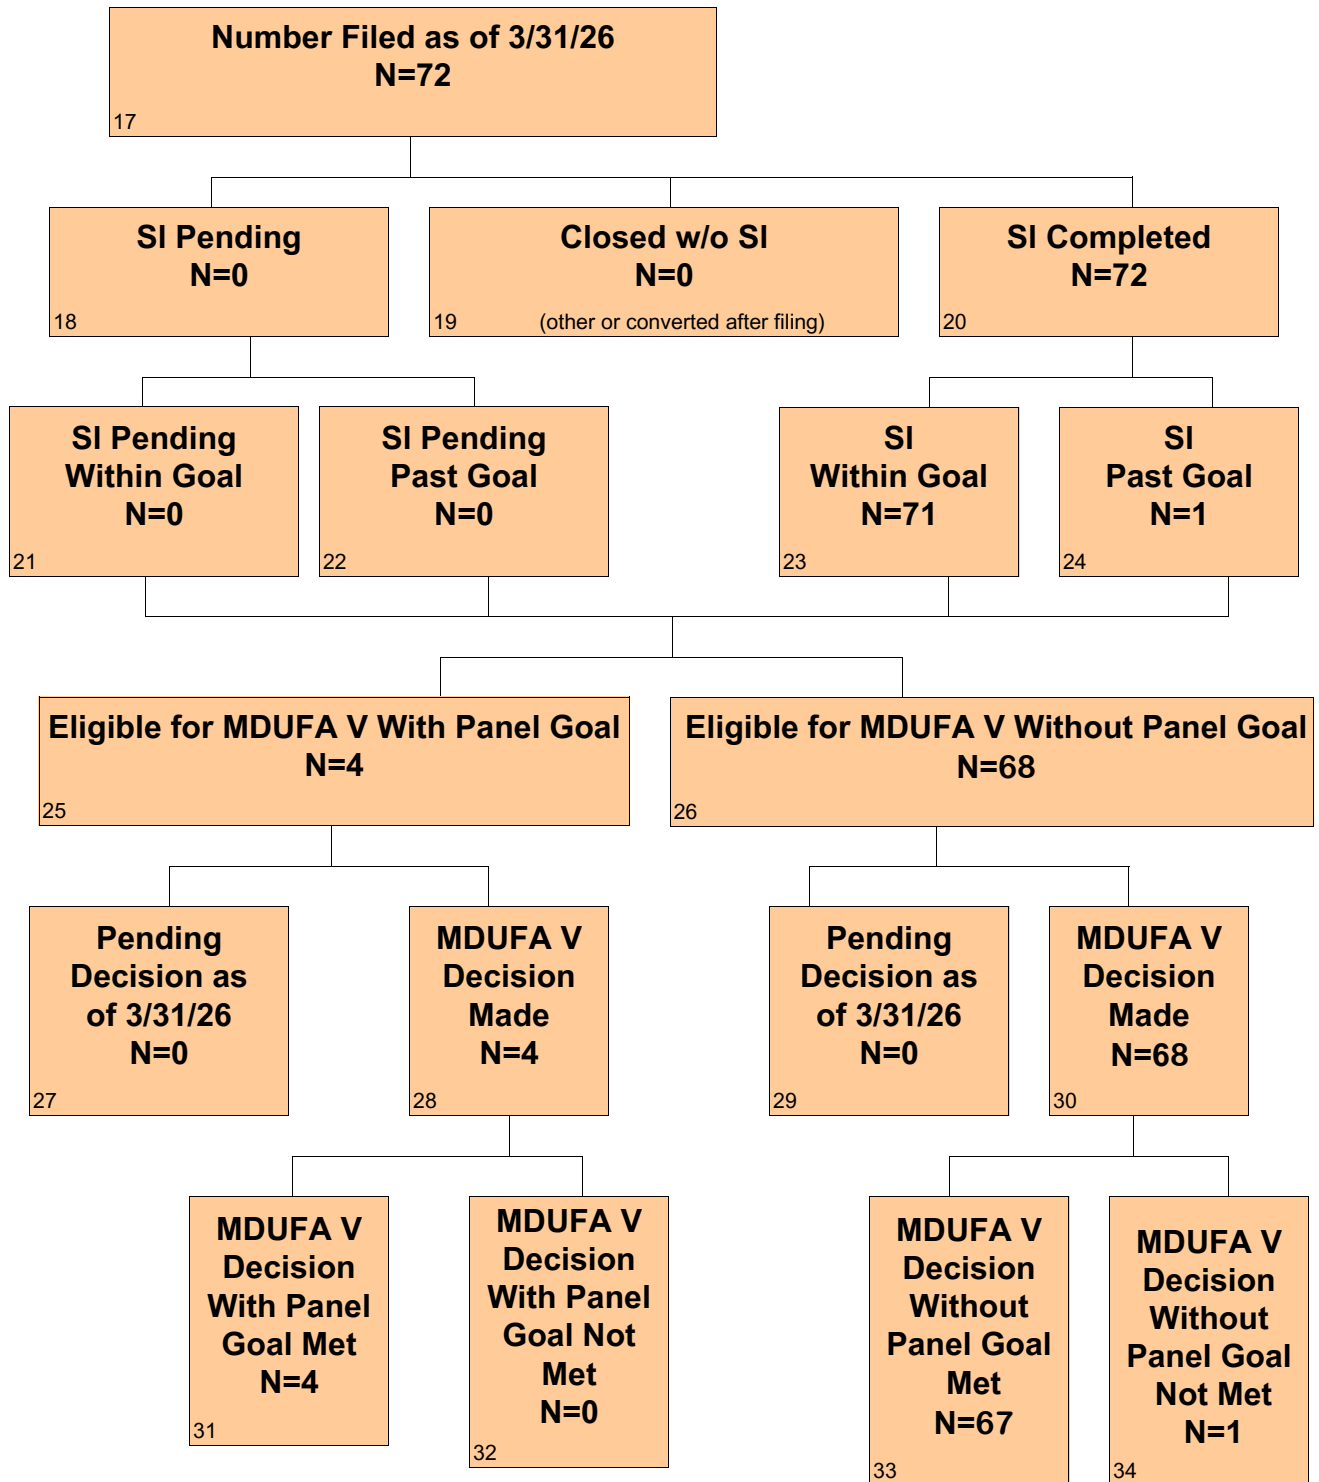 Number Filed as of 3/31/26
N=72
17
SI Pending
N=0
18
Closed w/o SI
N=0
19
(other or converted after filing)
SI Completed
N=72
20
SI Pending
Within Goal
N=0
21
SI Pending
Past Goal
N=0
22
SI
Within Goal
N=71
23
SI
Past Goal
N=1
24
Eligible for MDUFA V With Panel Goal
N=4
25
Eligible for MDUFA V Without Panel Goal
N=68
26
Pending
Decision as
of 3/31/26
N=0
27
MDUFA V
Decision
Made
N=4
28
Pending
Decision as
of 3/31/26
N=0
29
MDUFA V
Decision
Made
N=68
30
MDUFA V
Decision
With Panel
Goal Met
N=4
31
MDUFA V
Decision
With Panel
Goal Not
Met
N=0
32
MDUFA V
Decision
Without
Panel Goal
Met
N=67
33
MDUFA V
Decision
Without
Panel Goal
Not Met
N=1
34